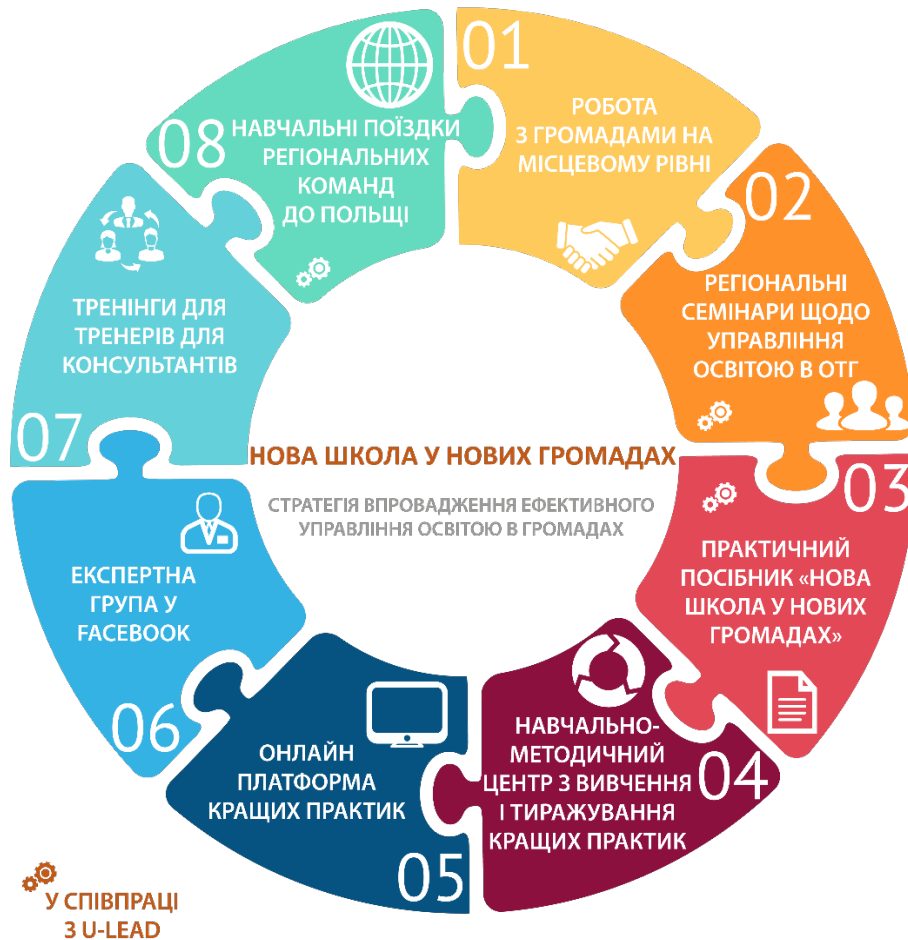 01
РОБОТА
З ГРОМАДАМИ НА
МІСЦЕВОМУ РІВНІ
02
РЕГІОНАЛЬНІ
СЕМІНАРИ ЩОДО
УПРАВЛІННЯ
ОСВІТОЮ В ОТГ
03
ПРАКТИЧНИЙ
ПОСІБНИК «НОВА
ШКОЛА У НОВИХ
ГРОМАДАХ»
04
НАВЧАЛЬНО-
МЕТОДИЧНИЙ
ЦЕНТР З ВИВЧЕННЯ
І ТИРАЖУВАННЯ
КРАЩИХ ПРАКТИК
05
ОНЛАЙН
ПЛАТФОРМА
КРАЩИХ ПРАКТИК
06
ЕКСПЕРТНА
ГРУПА У
FACEBOOK
07
ТРЕНІНГИ ДЛЯ
ТРЕНЕРІВ ДЛЯ
КОНСУЛЬТАНТІВ
08
НАВЧАЛЬНІ ПОЇЗДКИ
РЕГІОНАЛЬНИХ
КОМАНД
ДО ПОЛЬЩІ
НОВА ШКОЛА У НОВИХ ГРОМАДАХ
СТРАТЕГІЯ ВПРОВАДЖЕННЯ ЕФЕКТИВНОГО
УПРАВЛІННЯ ОСВІТОЮ В ГРОМАДАХ
У СПІВПРАЦІ
З U-LEAD